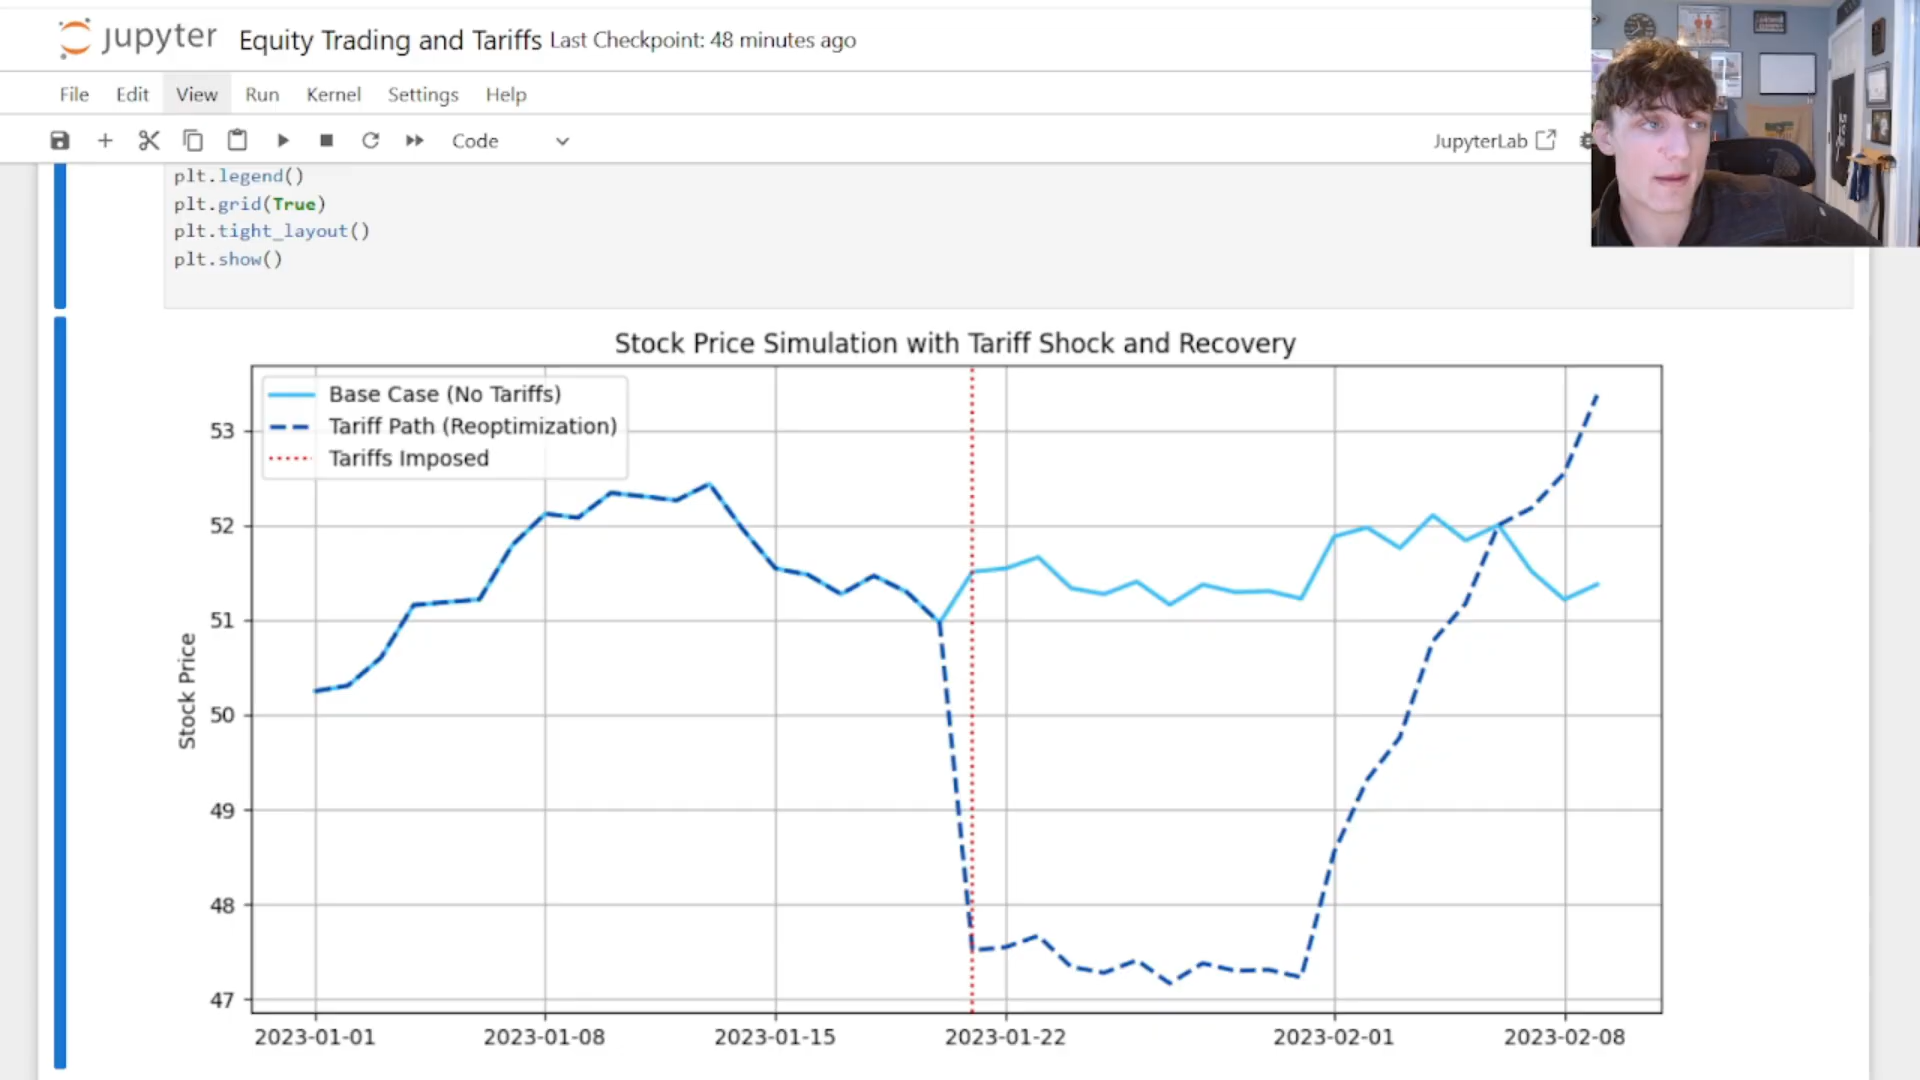 jupyter Equity Trading and Tariffs Last Checkpoint: 48 minutes ago
File Edit View Run Kernel Settings Help
Code JupyterLab
plt.legend()
plt.grid(True)
plt.tight_layout()
plt.show()
Stock Price Simulation with Tariff Shock and Recovery
Base Case (No Tariffs)
Tariff Path (Reoptimization)
Tariffs Imposed
Stock Price
53
52
51
50
49
48
47
2023-01-01 2023-01-08 2023-01-15 2023-01-22 2023-02-01 2023-02-08